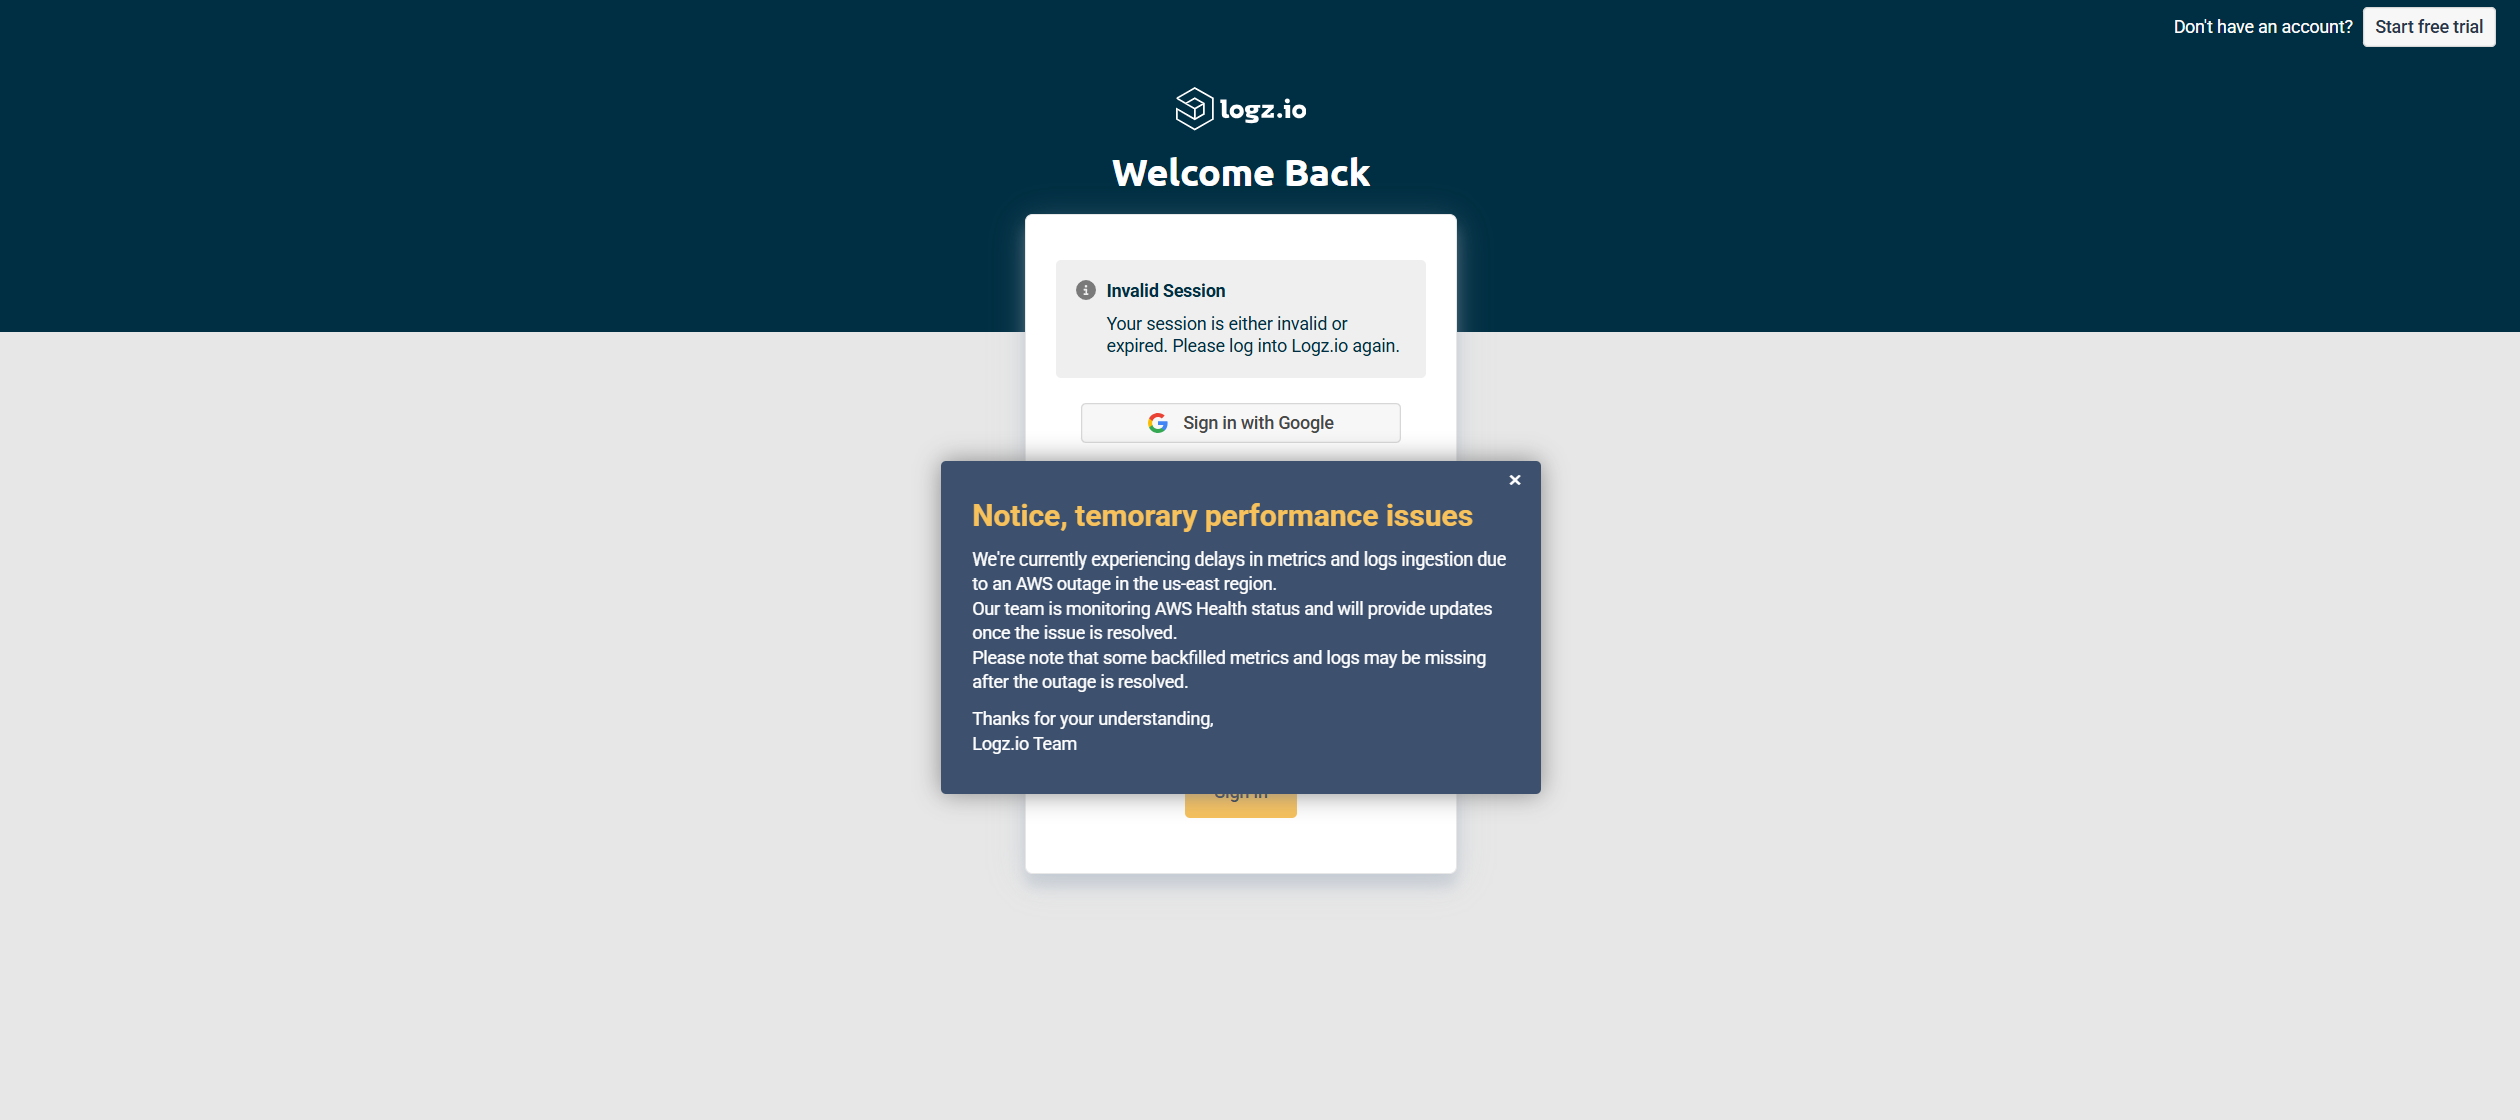 Don't have an account? Start free trial
logz.io
Welcome Back
Invalid Session
Your session is either invalid or
expired. Please log into Logz.io again.
Sign in with Google
Notice, temorary performance issues
We're currently experiencing delays in metrics and logs ingestion due
to an AWS outage in the us-east region.
Our team is monitoring AWS Health status and will provide updates
once the issue is resolved.
Please note that some backfilled metrics and logs may be missing
after the outage is resolved.
Thanks for your understanding,
Logz.io Team
Sign in